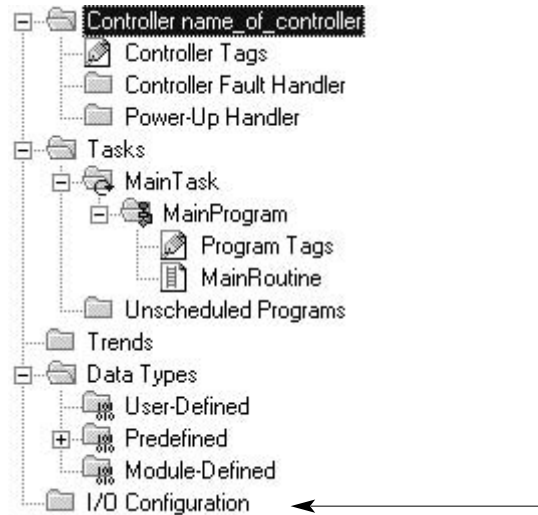 Controller name_of_controller
Controller Tags
Controller Fault Handler
Power-Up Handler
Tasks
MainTask
MainProgram
Program Tags
MainRoutine
Unscheduled Programs
Trends
Data Types
User-Defined
Predefined
Module-Defined
I/O Configuration